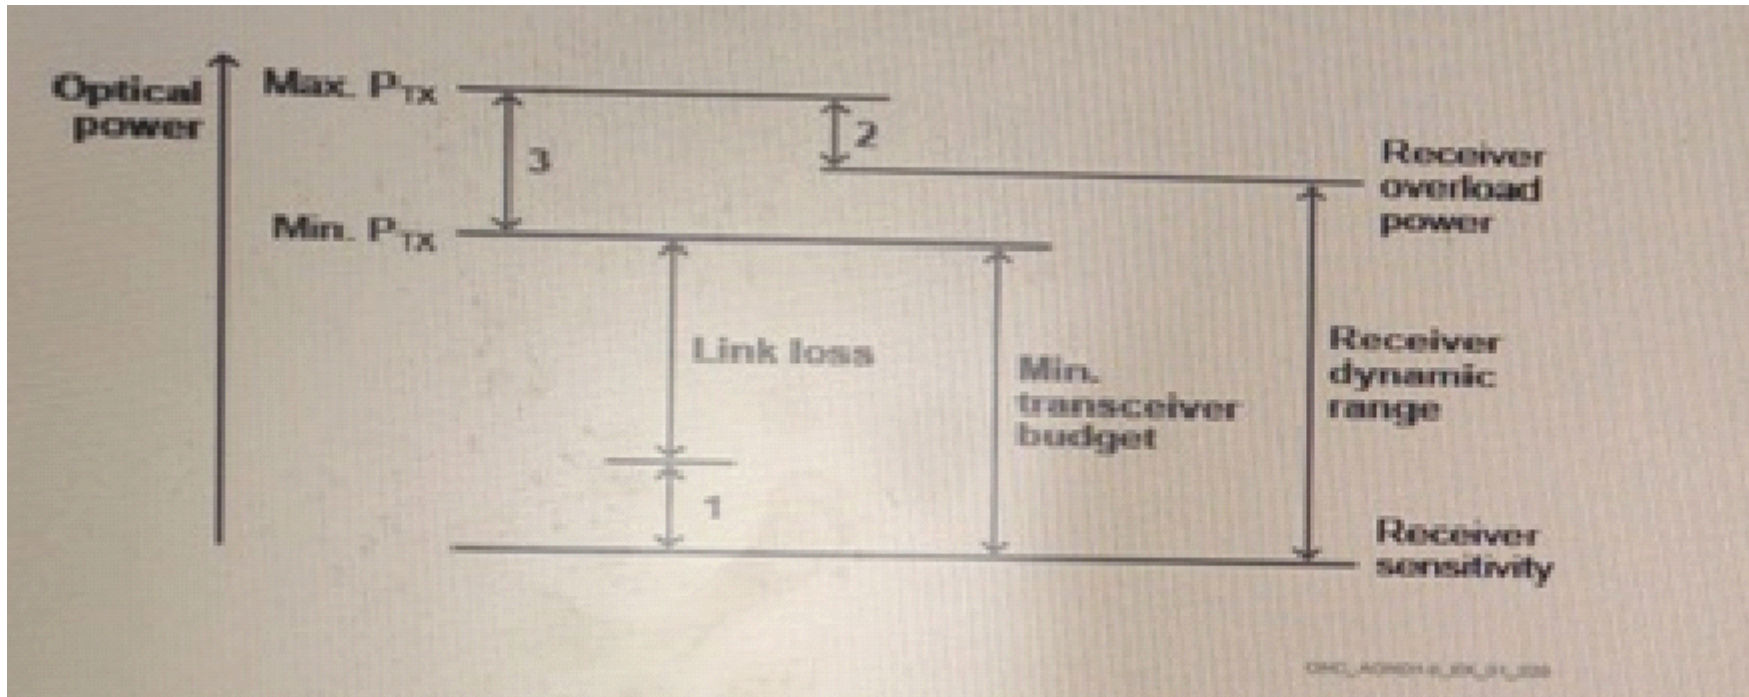 Optical
power
Max. PTX
2
3
Receiver
overload
power
Min. PTX
Link loss
Min.
transceiver
budget
Receiver
dynamic
range
1
Receiver
sensitivity